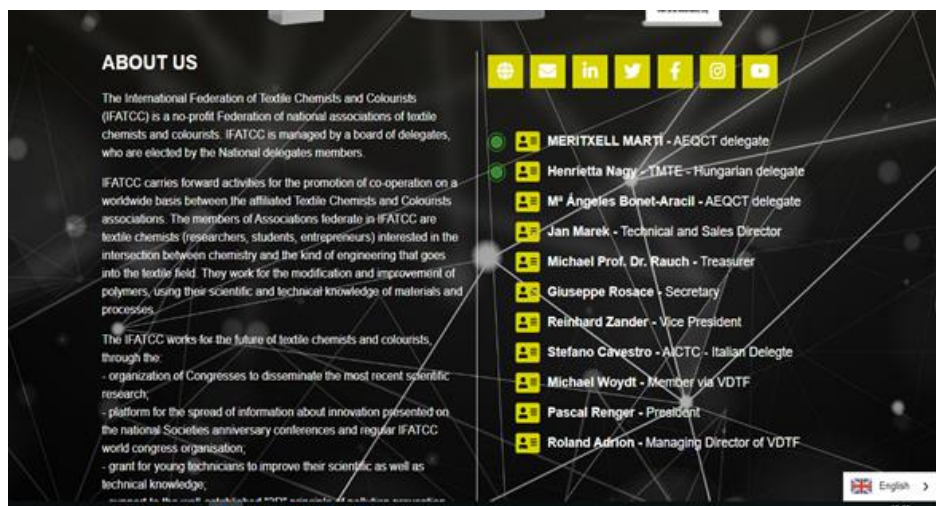 ABOUT US
The International Federation of Textile Chemists and Colourists
(IFATCC) is a no-profit Federation of national associations of textile
chemists and colourists. IFATCC is managed by a board of delegates,
who are elected by the National delegates members.
IFATCC carries forward activities for the promotion of co-operation on a
worldwide basis between the affiliated Textile Chemists and Colourists
associations. The members of Associations federate in IFATCC are
textile chemists (researchers, students, entrepreneurs) interested in the
intersection between chemistry and the kind of engineering that goes
into the textile field. They work for the modification and improvement of
polymers, using their scientific and technical knowledge of materials and
processes.
The IFATCC works for the future of textile chemists and colourists,
through the:
- organization of Congresses to disseminate the most recent scientific
research;
- platform for the spread of information about innovation presented on
the national Societies anniversary conferences and regular IFATCC
world congress organisation;
- grant for young technicians to improve their scientific as well as
technical knowledge;
MERITXELL MARTÍ - AEQCT delegate
Henrietta Nagy - TMTE - Hungarian delegate
Mª Ángeles Bonet-Aracil - AEQCT delegate
Jan Marek - Technical and Sales Director
Michael Prof. Dr. Rauch - Treasurer
Giuseppe Rosace - Secretary
Reinhard Zander - Vice President
Stefano Cavestro - AICTC - Italian Delegte
Michael Woydt - Member via VDTF
Pascal Renger - President
Roland Adrion - Managing Director of VDTF
English